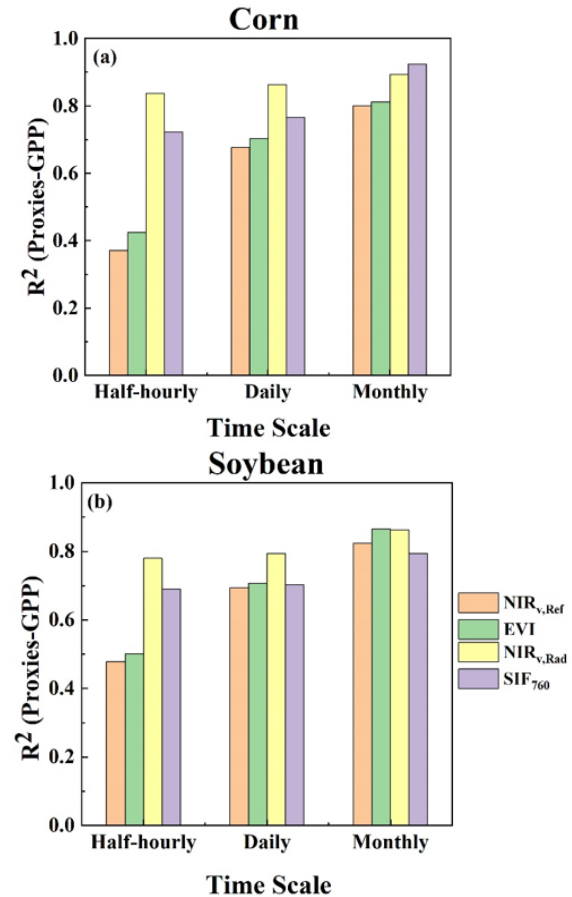 Corn
(a)
1.0
0.8
0.6
0.4
0.2
0.0
R² (Proxies-GPP)
Half-hourly Daily Monthly
Time Scale
Soybean
(b)
1.0
0.8
0.6
0.4
0.2
0.0
R² (Proxies-GPP)
Half-hourly Daily Monthly
Time Scale
NIRv,Ref
EVI
NIRv,Rad
SIF760